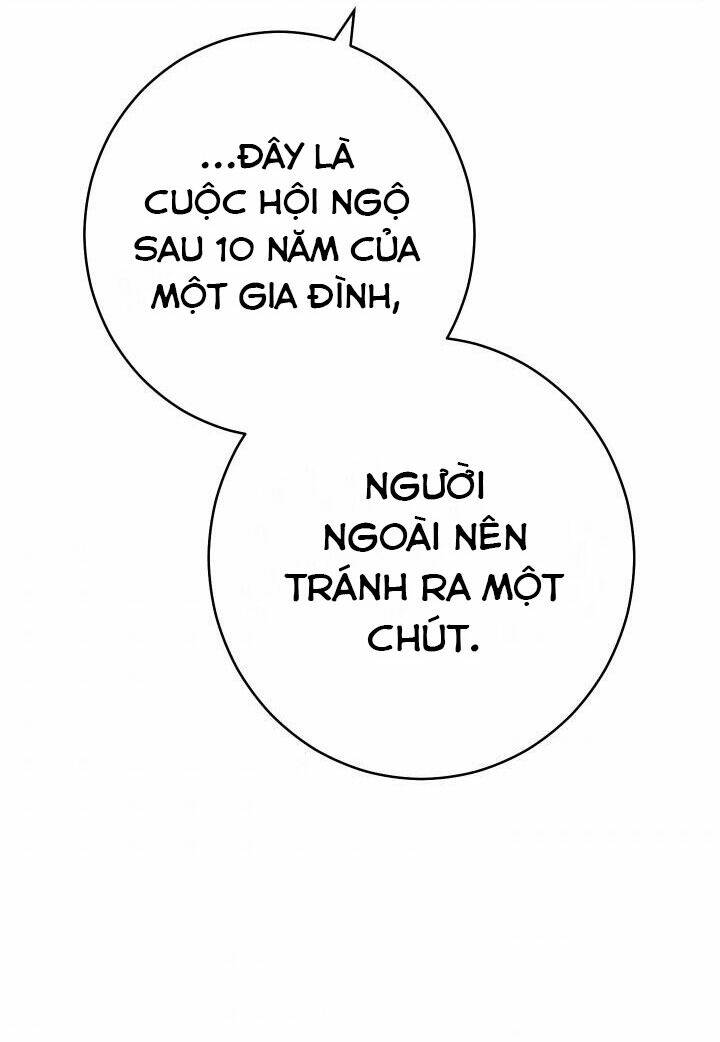 ...ĐÂY LÀ
CUỘC HỘI NGỘ
SAU 10 NĂM CỦA
MỘT GIA ĐÌNH,
NGƯỜI
NGOÀI NÊN
TRÁNH RA MỘT
CHÚT.